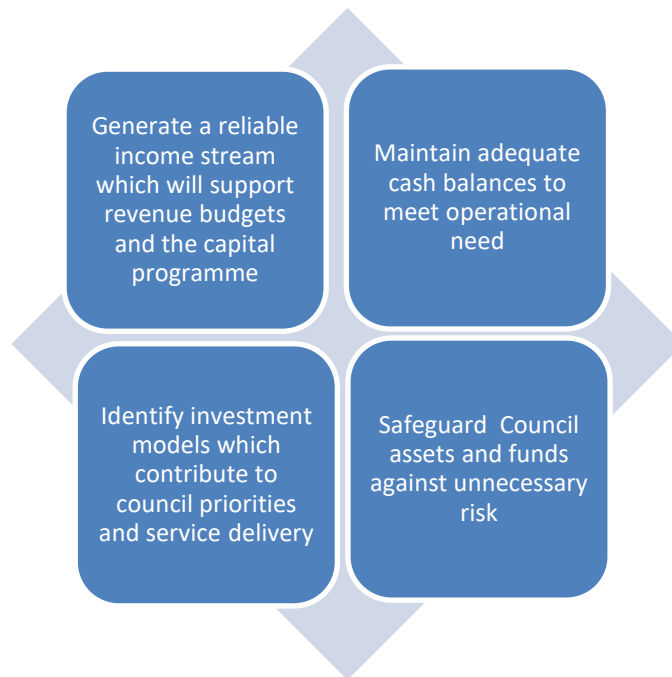 Generate a reliable
income stream
which will support
revenue budgets
and the capital
programme
Maintain adequate
cash balances to
meet operational
need
Identify investment
models which
contribute to
council priorities
and service delivery
Safeguard  Council
assets and funds
against unnecessary
risk